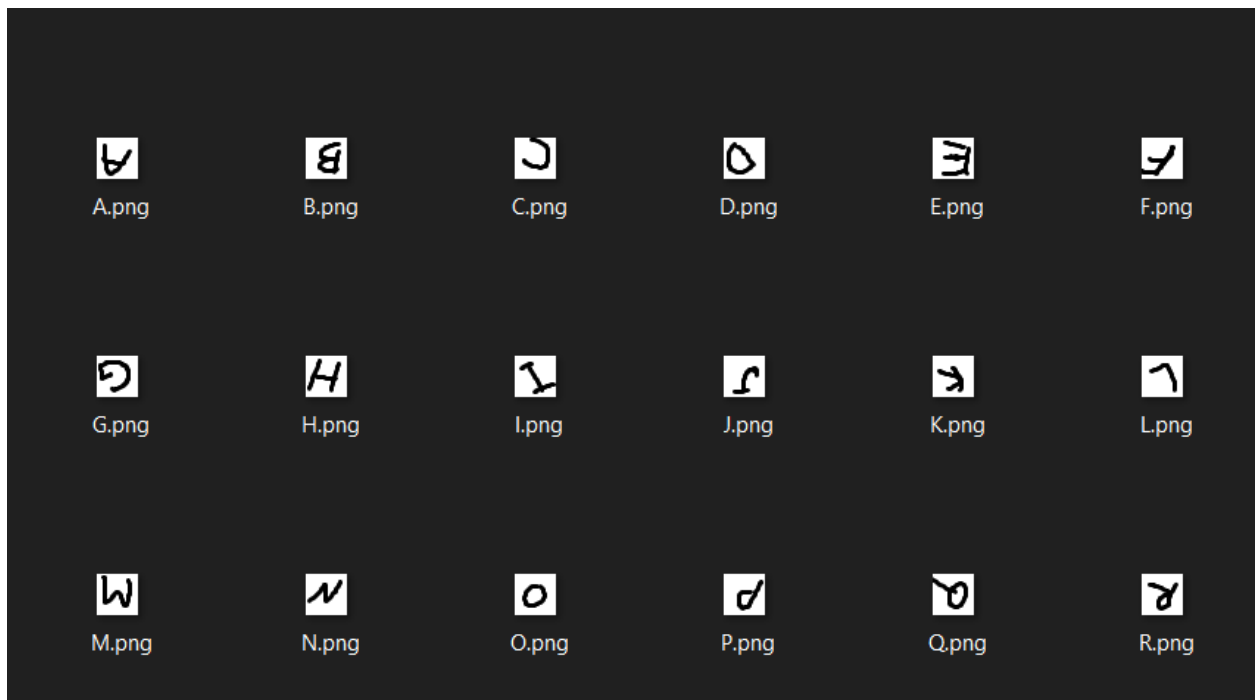 A B C D E F
A.png B.png C.png D.png E.png F.png
G H I J K L
G.png H.png I.png J.png K.png L.png
M N O P Q R
M.png N.png O.png P.png Q.png R.png